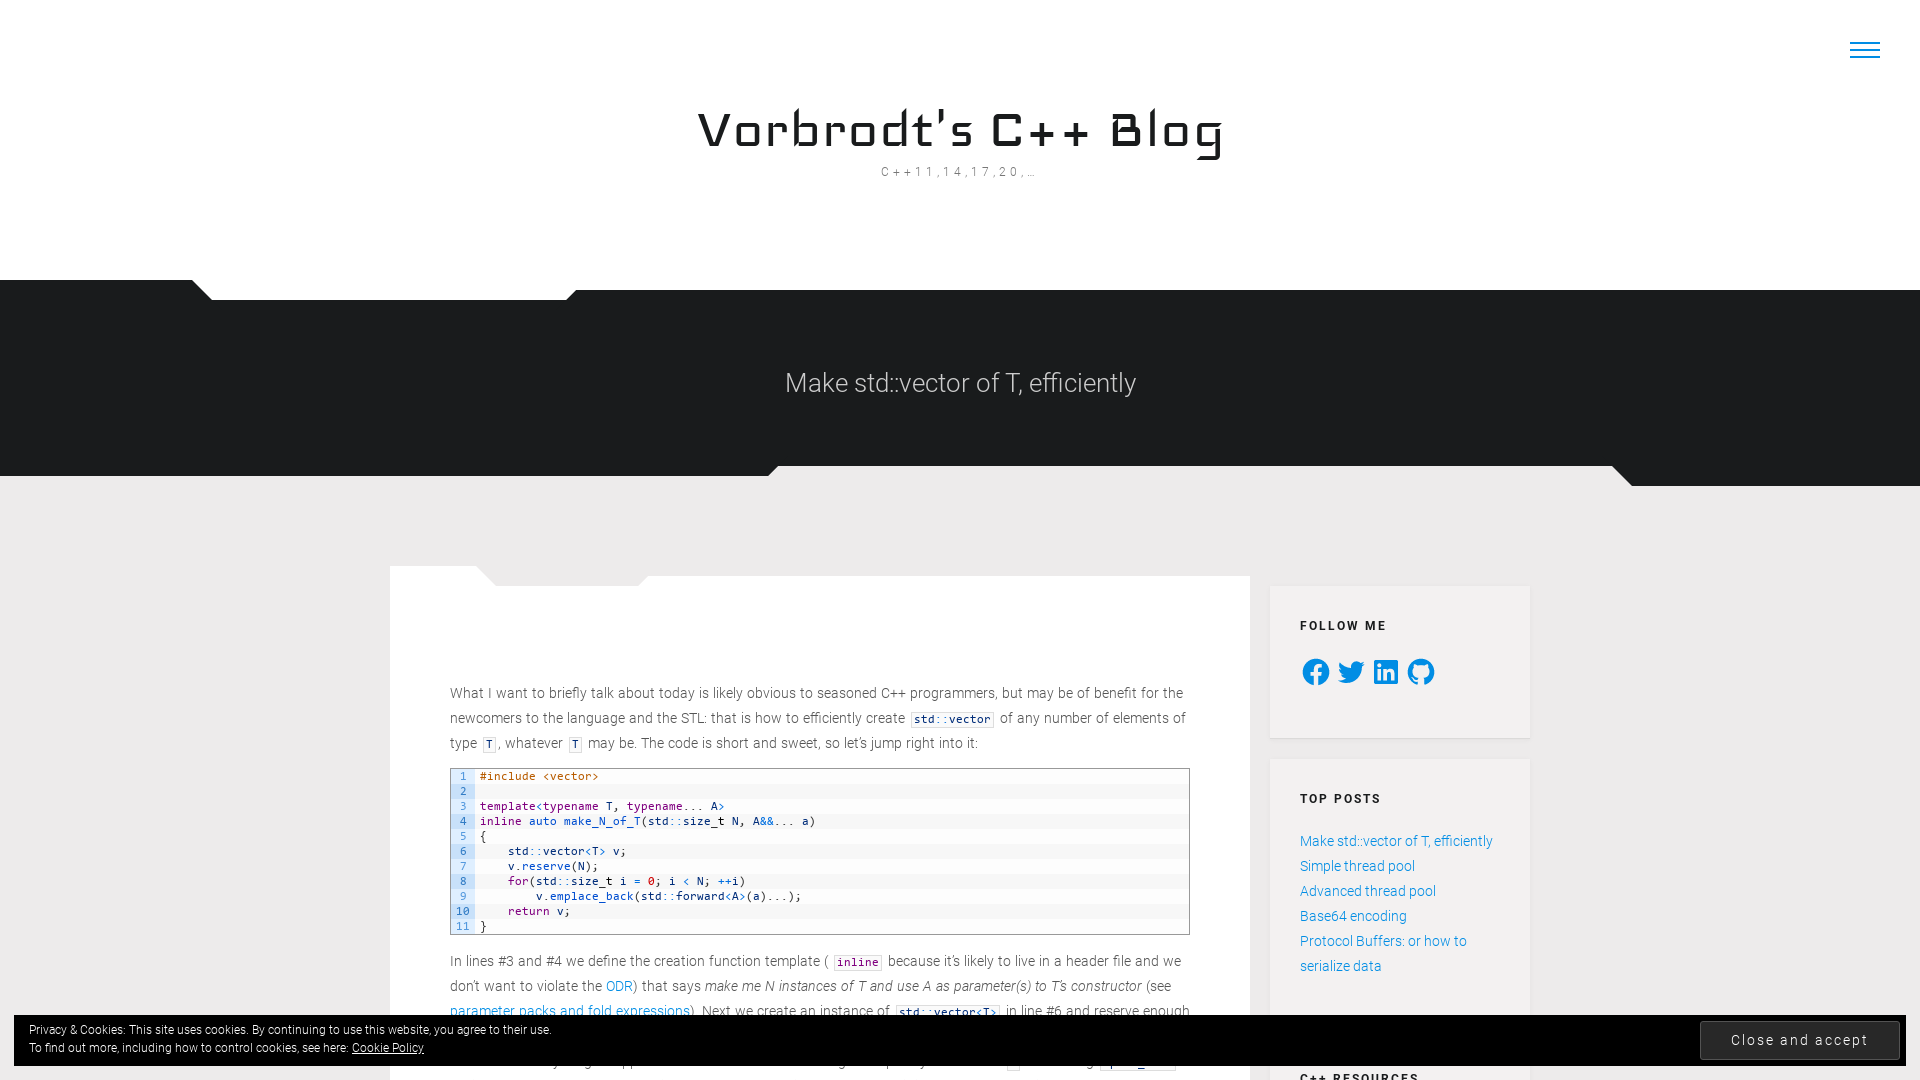 Vorbrodt's C++ Blog
C++11,14,17,20,…
Make std::vector of T, efficiently
What I want to briefly talk about today is likely obvious to seasoned C++ programmers, but may be of benefit for the
newcomers to the language and the STL: that is how to efficiently create std::vector of any number of elements of
type T, whatever T may be. The code is short and sweet, so let's jump right into it:
1 #include <vector>
2
3 template<typename T, typename... A>
4 inline auto make_N_of_T(std::size_t N, A&&... a)
5 {
6     std::vector<T> v;
7     v.reserve(N);
8     for(std::size_t i = 0; i < N; ++i)
9         v.emplace_back(std::forward<A>(a)...);
10     return v;
11 }
In lines #3 and #4 we define the creation function template ( inline because it's likely to live in a header file and we
don't want to violate the ODR) that says make me N instances of T and use A as parameter(s) to T's constructor (see
parameter packs and fold expressions). Next we create an instance of std::vector<T> in line #6 and reserve enough
FOLLOW ME
TOP POSTS
Make std::vector of T, efficiently
Simple thread pool
Advanced thread pool
Base64 encoding
Protocol Buffers: or how to
serialize data
C++ RESOURCES
Privacy & Cookies: This site uses cookies. By continuing to use this website, you agree to their use.
To find out more, including how to control cookies, see here: Cookie Policy
Close and accept